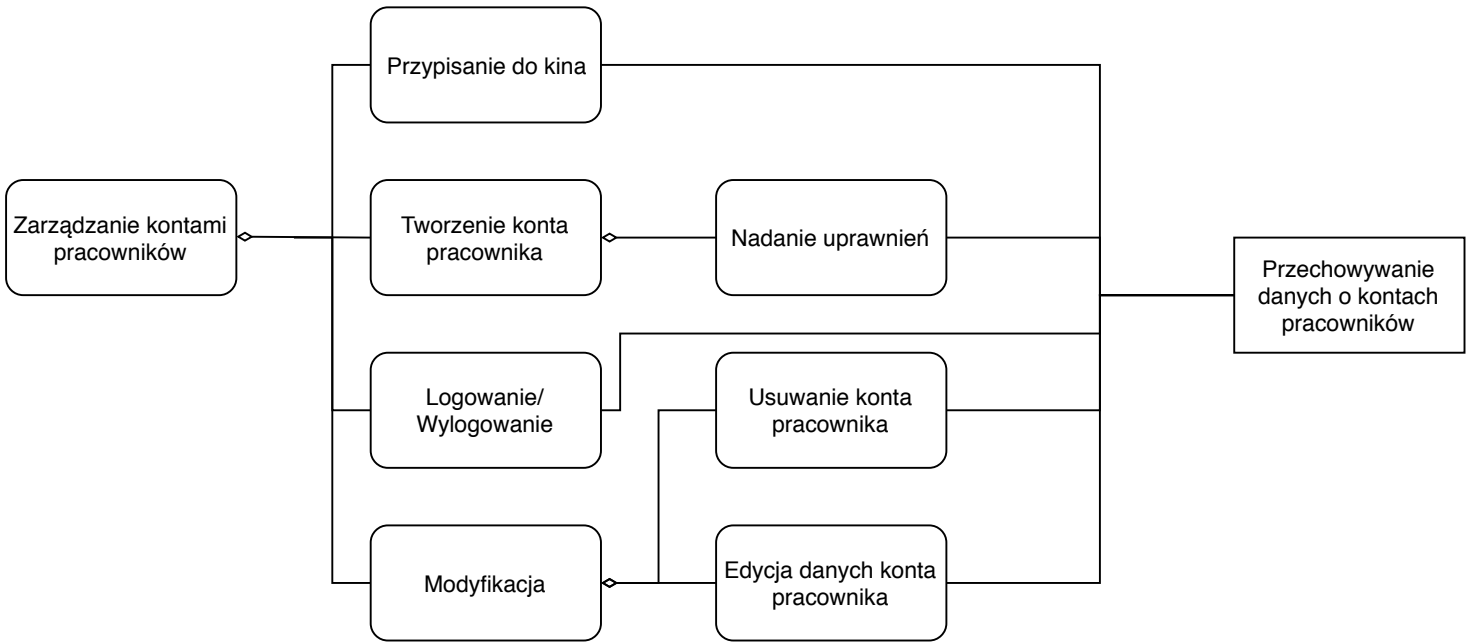 Przypisanie do kina
Zarządzanie kontami
pracowników
Tworzenie konta
pracownika
Nadanie uprawnień
Przechowywanie
danych o kontach
pracowników
Logowanie/
Wylogowanie
Usuwanie konta
pracownika
Modyfikacja
Edycja danych konta
pracownika